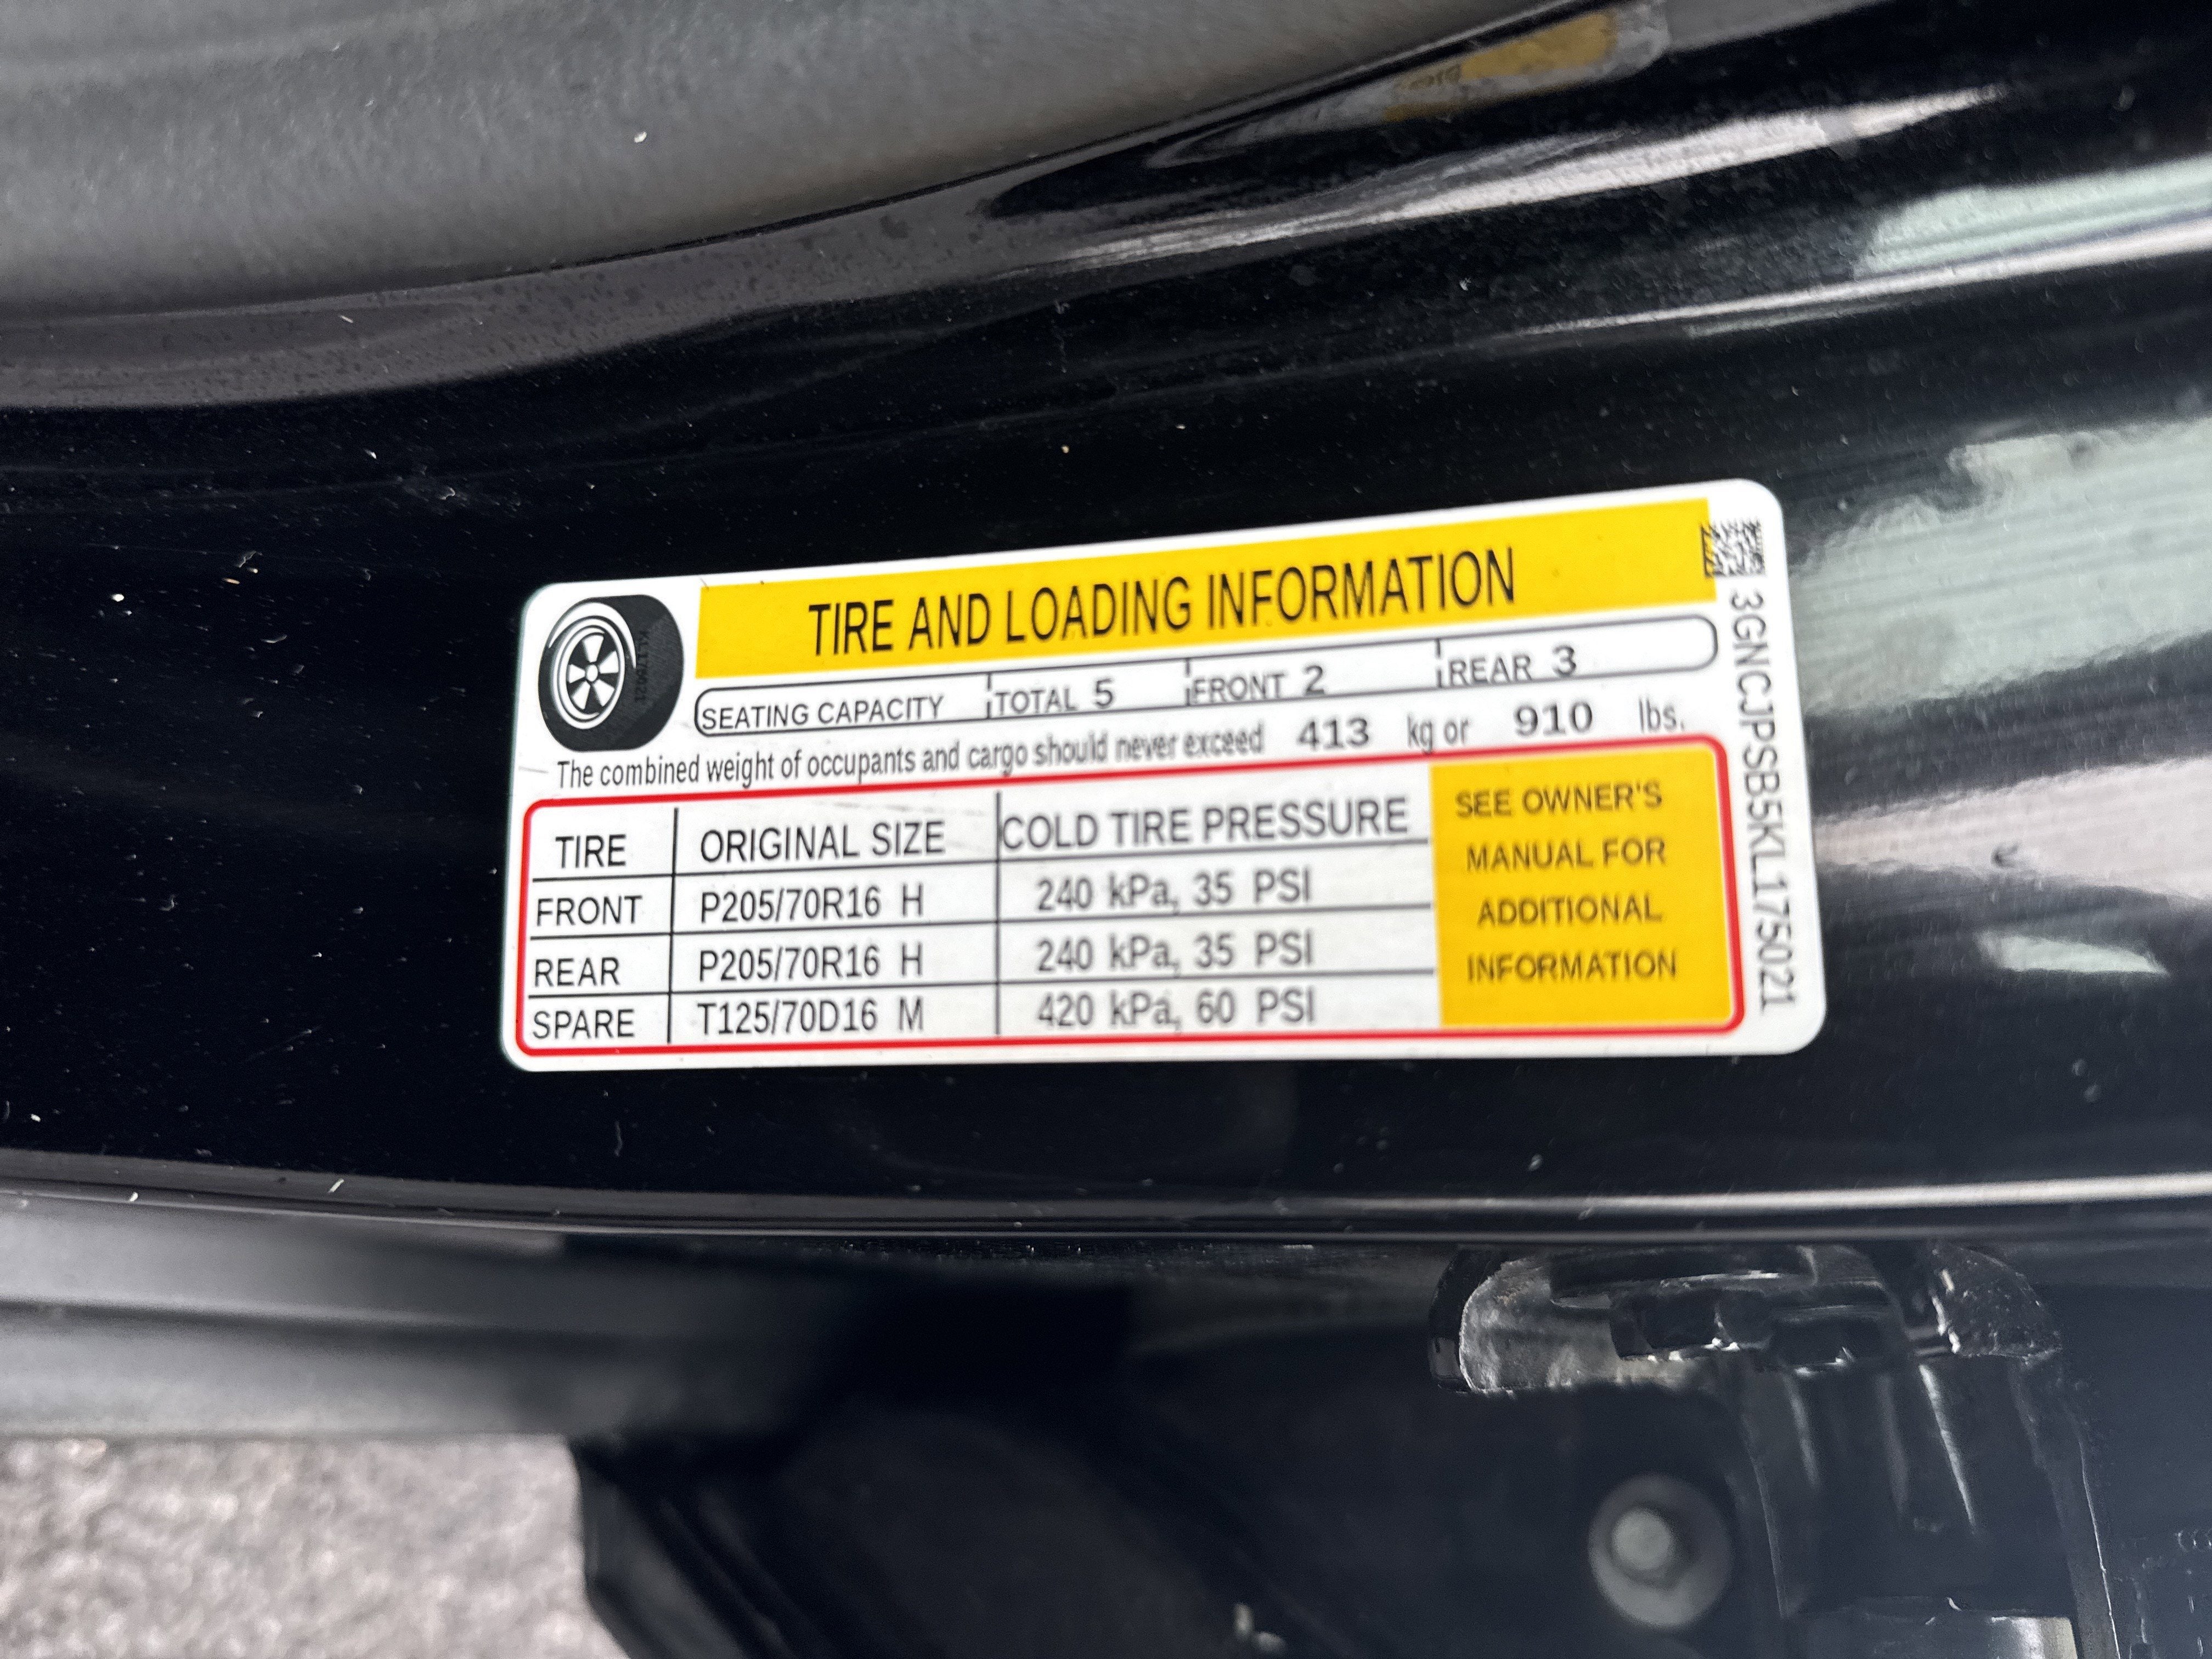 TIRE AND LOADING INFORMATION
SEATING CAPACITY TOTAL 5 FRONT 2 REAR 3
The combined weight of occupants and cargo should never exceed 413 kg or 910 lbs.
TIRE ORIGINAL SIZE COLD TIRE PRESSURE
FRONT P205/70R16 H 240 kPa, 35 PSI
REAR P205/70R16 H 240 kPa, 35 PSI
SPARE T125/70D16 M 420 kPa, 60 PSI
SEE OWNER'S
MANUAL FOR
ADDITIONAL
INFORMATION
3GNCJPSB5KL175021